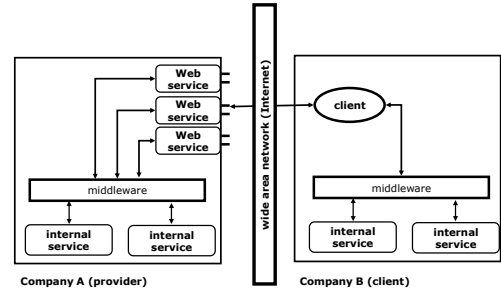 Web
service
Web
service
Web
service
middleware
internal
service
internal
service
Company A (provider)
wide area network (Internet)
client
middleware
internal
service
internal
service
Company B (client)